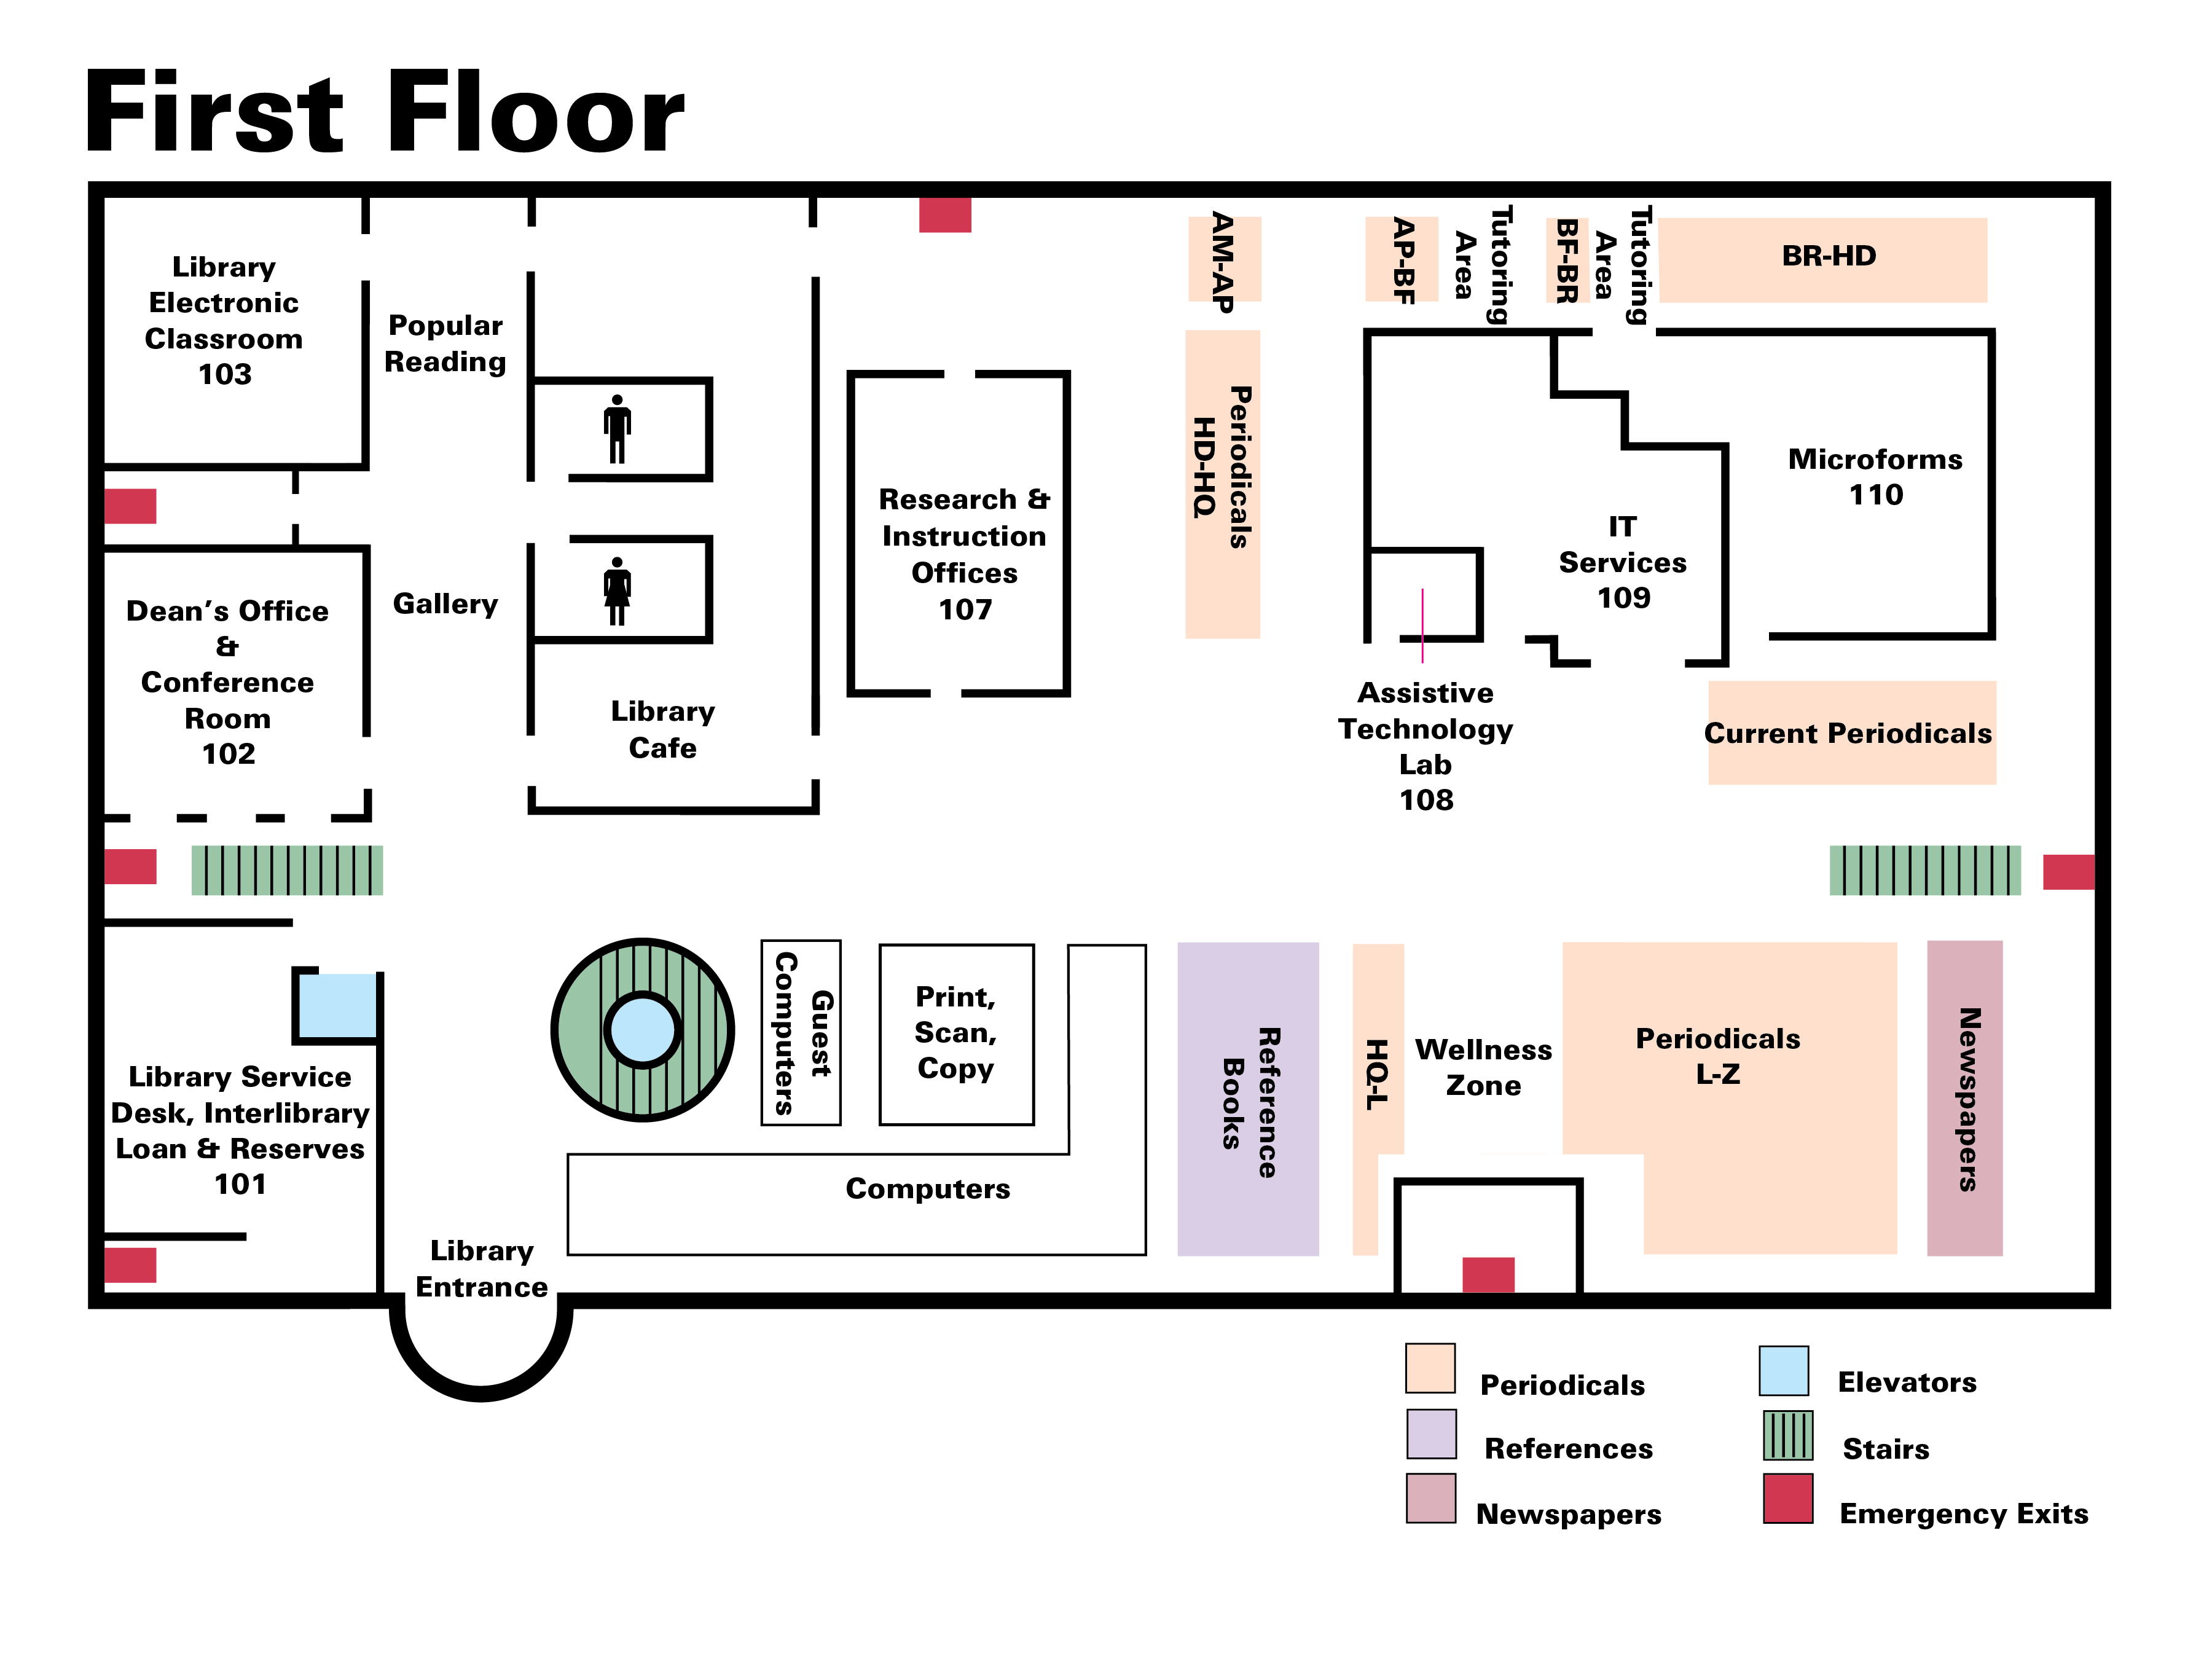 First Floor
Library
Electronic
Classroom
103
Popular
Reading
AM-AP
AP-BF
Tutoring
Area
BF-BR
Tutoring
Area
BR-HD
Periodicals
HD-HQ
Research &
Instruction
Offices
107
Microforms
110
IT
Services
109
Dean's Office
&
Conference
Room
102
Gallery
Library
Cafe
Assistive
Technology
Lab
108
Current Periodicals
Library Service
Desk, Interlibrary
Loan & Reserves
101
Guest
Computers
Print,
Scan,
Copy
Computers
Reference
Books
HQ-L
Wellness
Zone
Periodicals
L-Z
Newspapers
Library
Entrance
Periodicals
References
Newspapers
Elevators
Stairs
Emergency Exits